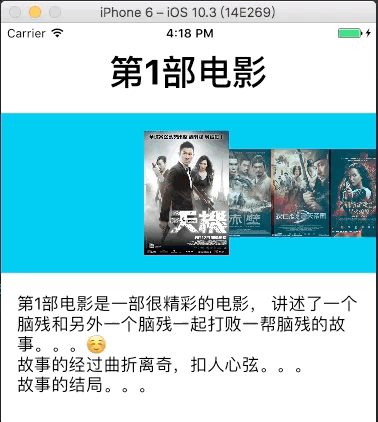 iPhone 6 – iOS 10.3 (14E269)
Carrier 4:18 PM
第1部电影
天機
赤壁
第1部电影是一部很精彩的电影， 讲述了一个
脑残和另外一个脑残一起打败一帮脑残的故
事。。。☺️
故事的经过曲折离奇，扣人心弦。。。
故事的结局。。。